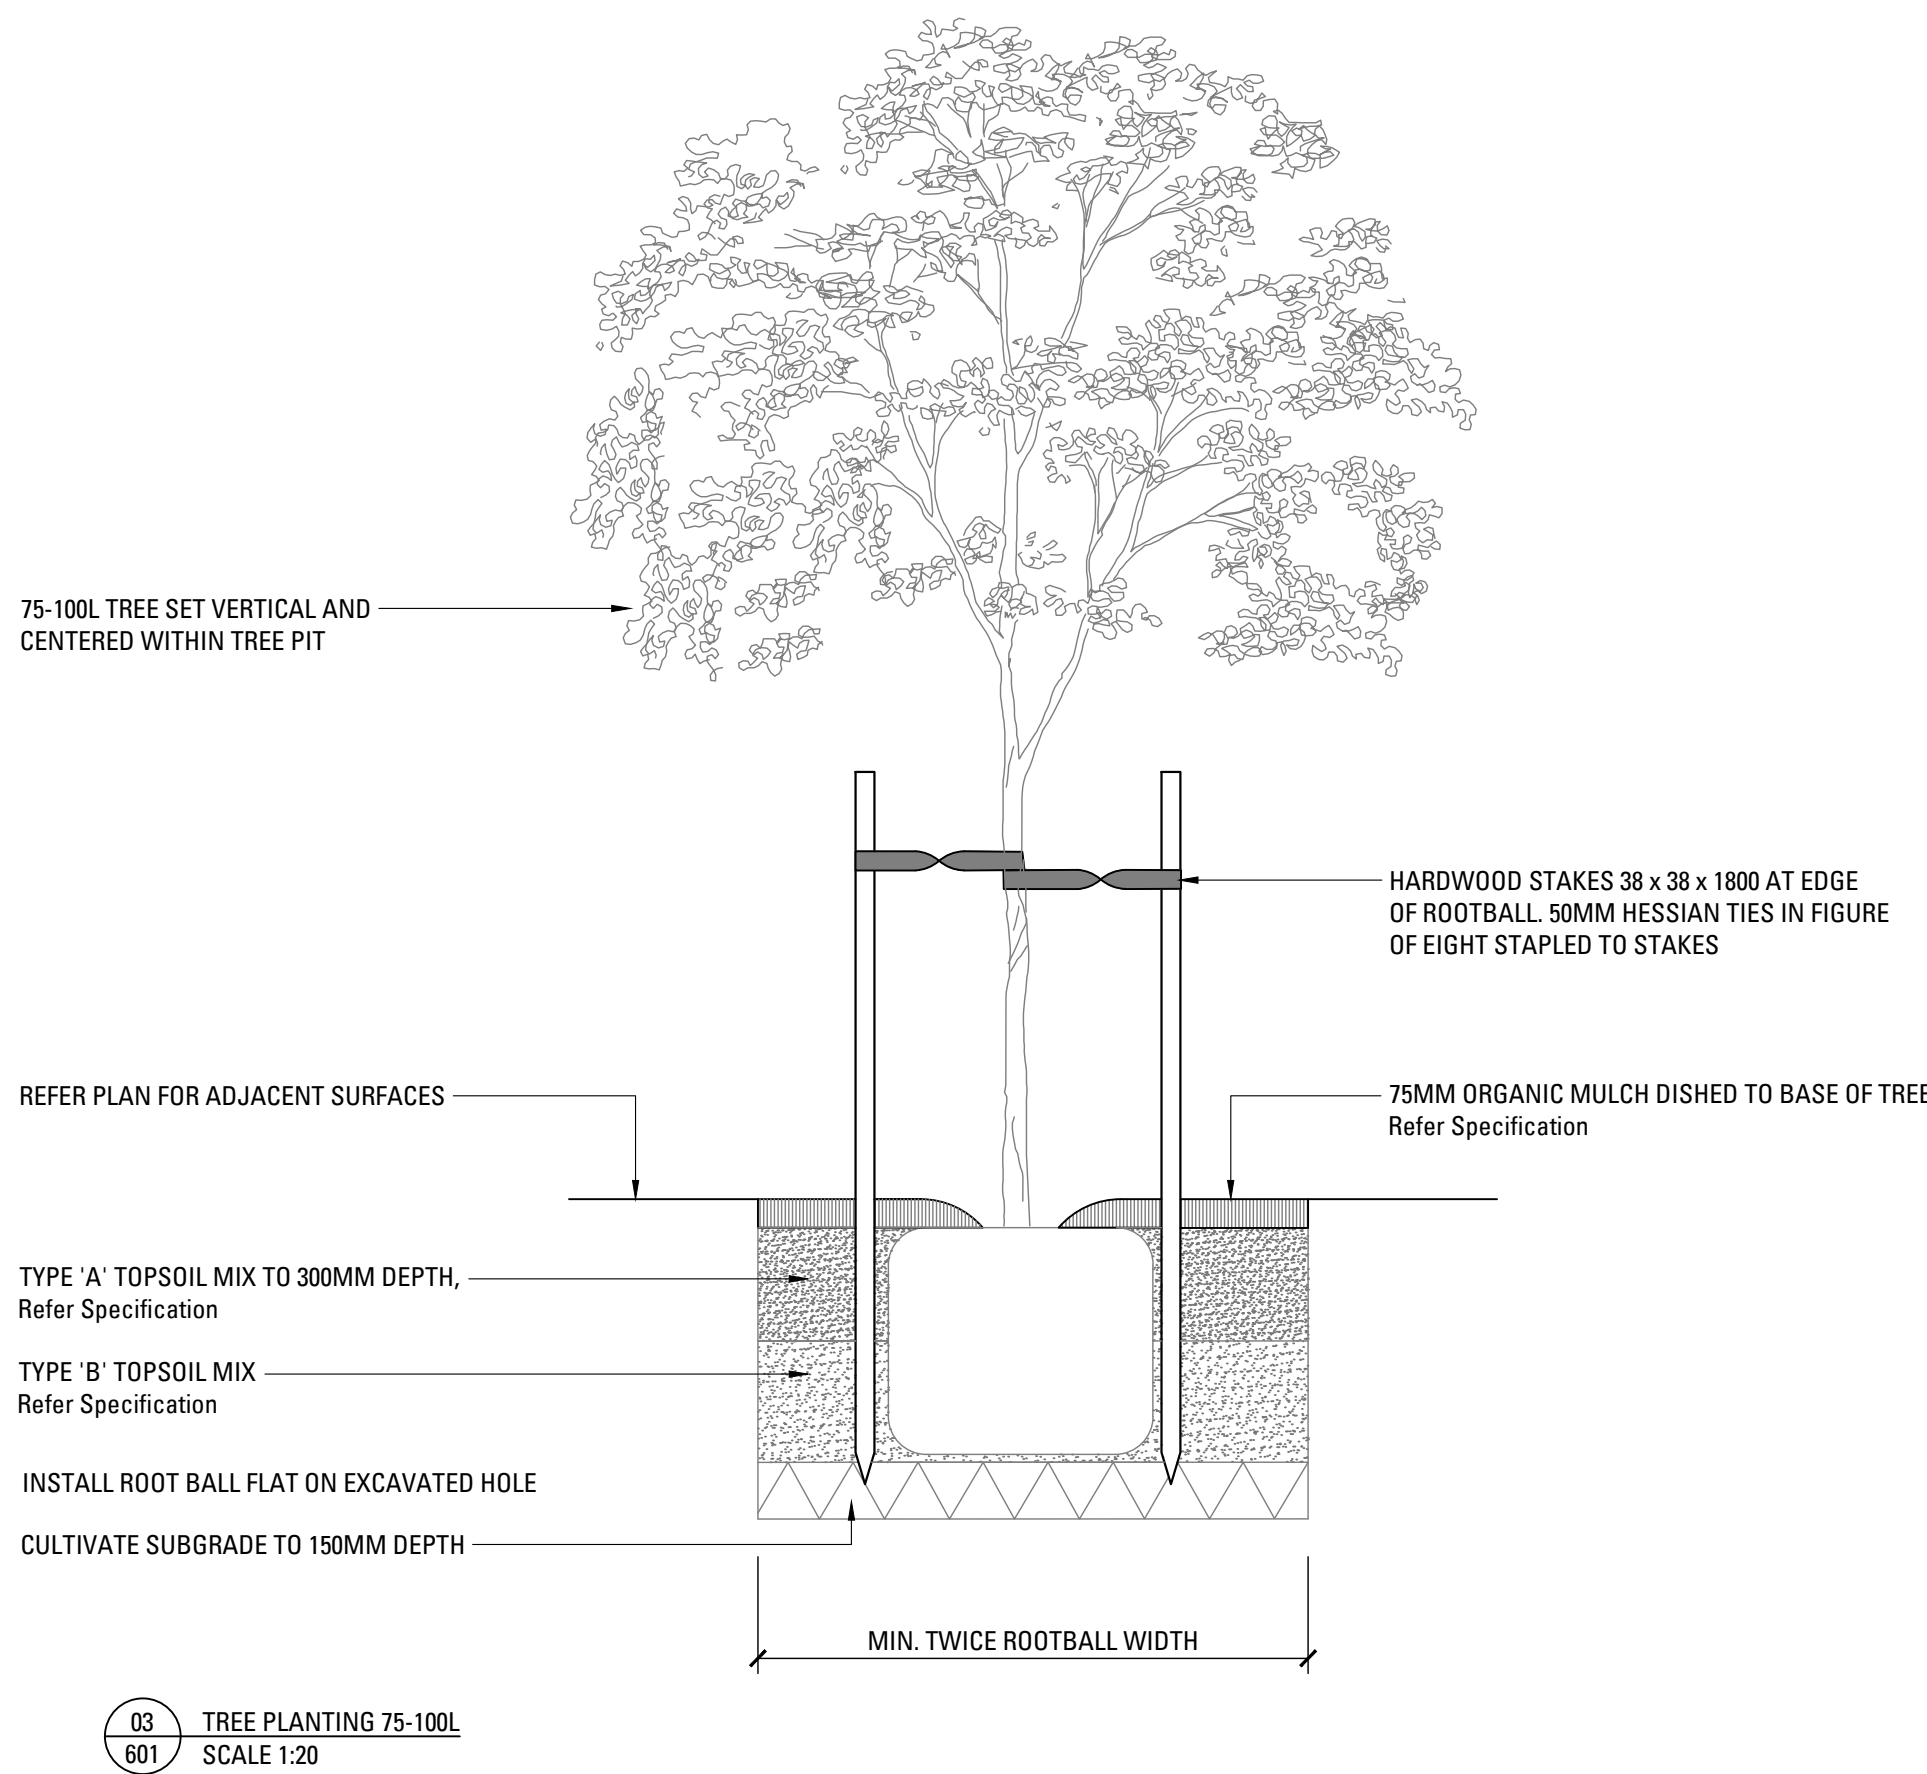 75-100L TREE SET VERTICAL AND
CENTERED WITHIN TREE PIT
HARDWOOD STAKES 38 x 38 x 1800 AT EDGE
OF ROOTBALL. 50MM HESSIAN TIES IN FIGURE
OF EIGHT STAPLED TO STAKES
REFER PLAN FOR ADJACENT SURFACES
75MM ORGANIC MULCH DISHED TO BASE OF TREE
Refer Specification
TYPE 'A' TOPSOIL MIX TO 300MM DEPTH,
Refer Specification
TYPE 'B' TOPSOIL MIX
Refer Specification
INSTALL ROOT BALL FLAT ON EXCAVATED HOLE
CULTIVATE SUBGRADE TO 150MM DEPTH
MIN. TWICE ROOTBALL WIDTH
03
601
TREE PLANTING 75-100L
SCALE 1:20